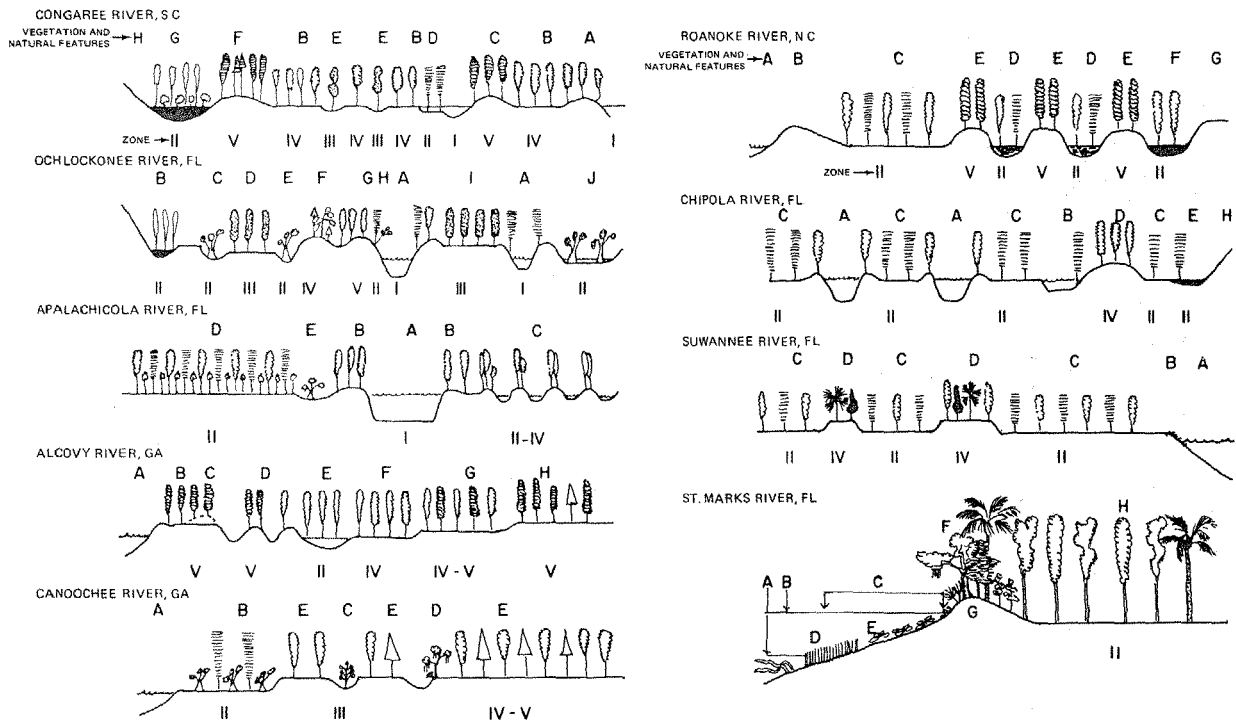 CONGAREE RIVER, S C
VEGETATION AND
NATURAL FEATURES → H G F B E E B D C B A
ZONE → II V IV III IV III IV II I V IV I
OCHLOCKONEE RIVER, FL
B C D E F G H A I A J
II II III II IV V II I III I II
APALACHICOLA RIVER, FL
D E B A B C
II I II-IV
ALCOVY RIVER, GA
A B C D E F G H
V V II IV IV-V V
CANOOCHEE RIVER, GA
A B E C E D E
II III IV-V
ROANOKE RIVER, N C
VEGETATION AND
NATURAL FEATURES → A B C E D E D E F G
ZONE → II V II V II V II
CHIPOLA RIVER, FL
C A C A C B D C E H
II II II IV II II
SUWANNEE RIVER, FL
C D C D C B A
II IV II IV II
ST. MARKS RIVER, FL
F H
A B C
D E G
II